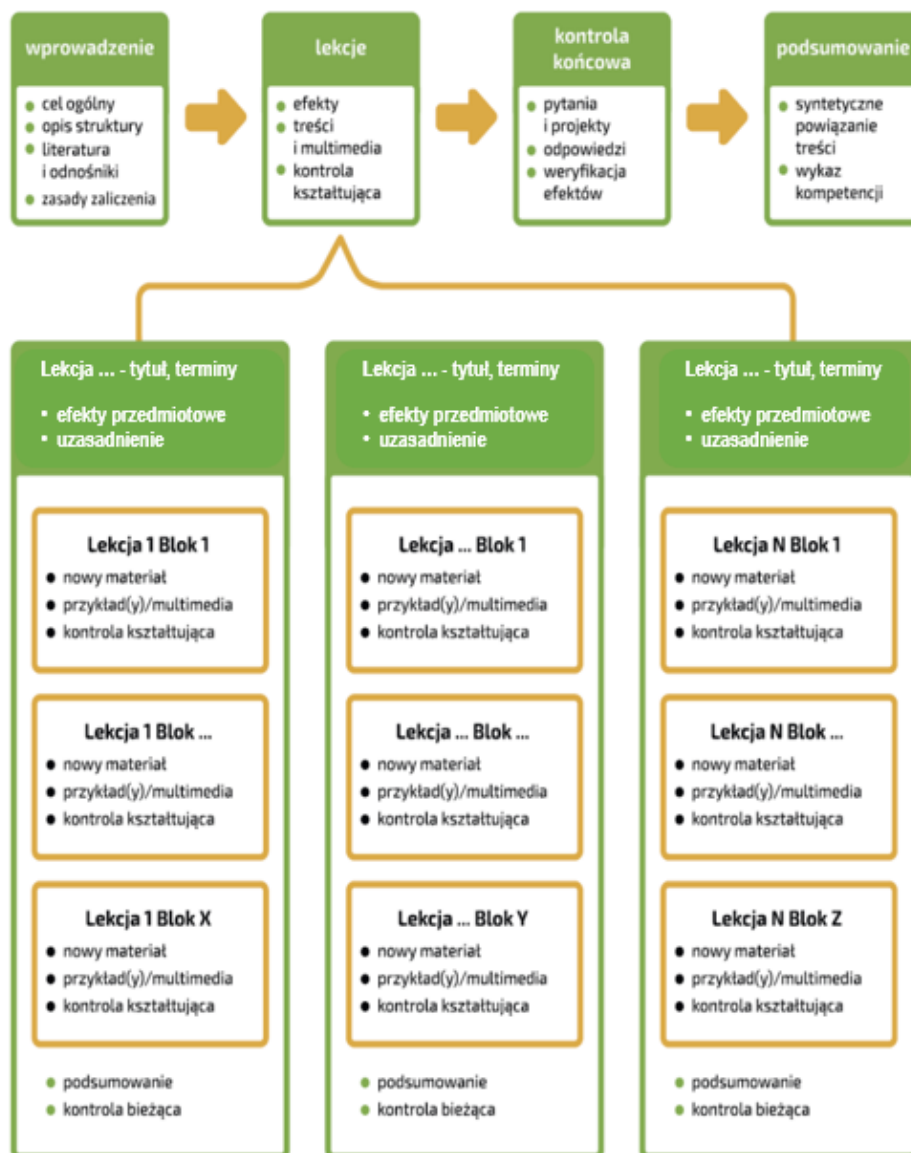 wprowadzenie
cel ogólny
opis struktury
literatura
i odnośniki
zasady zaliczenia
lekcje
efekty
treści
i multimedia
kontrola
kształtująca
kontrola
końcowa
pytania
i projekty
odpowiedzi
weryfikacja
efektów
podsumowanie
syntetyczne
powiązanie
treści
wykaz
kompetencji
Lekcja ... - tytuł, terminy
• efekty przedmiotowe
• uzasadnienie
Lekcja 1 Blok 1
• nowy materiał
• przykład(y)/multimedia
• kontrola kształtująca
Lekcja 1 Blok ...
• nowy materiał
• przykład(y)/multimedia
• kontrola kształtująca
Lekcja 1 Blok X
• nowy materiał
• przykład(y)/multimedia
• kontrola kształtująca
• podsumowanie
• kontrola bieżąca
Lekcja ... - tytuł, terminy
• efekty przedmiotowe
• uzasadnienie
Lekcja ... Blok 1
• nowy materiał
• przykład(y)/multimedia
• kontrola kształtująca
Lekcja ... Blok ...
• nowy materiał
• przykład(y)/multimedia
• kontrola kształtująca
Lekcja ... Blok Y
• nowy materiał
• przykład(y)/multimedia
• kontrola kształtująca
• podsumowanie
• kontrola bieżąca
Lekcja ... - tytuł, terminy
• efekty przedmiotowe
• uzasadnienie
Lekcja N Blok 1
• nowy materiał
• przykład(y)/multimedia
• kontrola kształtująca
Lekcja N Blok ...
• nowy materiał
• przykład(y)/multimedia
• kontrola kształtująca
Lekcja N Blok Z
• nowy materiał
• przykład(y)/multimedia
• kontrola kształtująca
• podsumowanie
• kontrola bieżąca